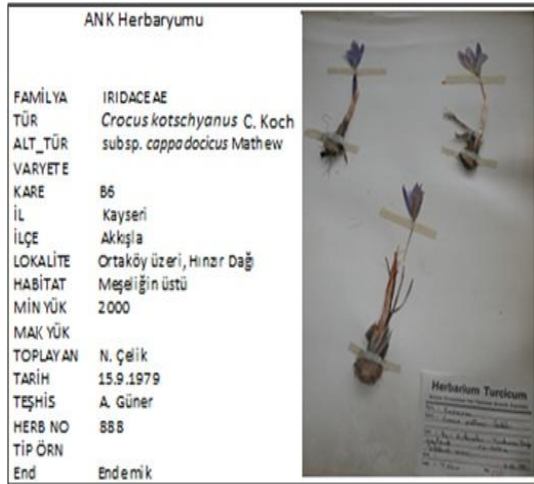 ANK Herbaryumu
FAMİLYA IRIDACEAE
TÜR Crocus kotschyanus C. Koch
ALT_TÜR subsp. cappadocicus Mathew
VARYETE
KARE B6
İL Kayseri
İLÇE Akkışla
LOKALİTE Ortaköy üzeri, Hınzır Dağı
HABİTAT Meşeliğin üstü
MİN YÜK 2000
MAK YÜK
TOPLAYAN N. Çelik
TARİH 15.9.1979
TEŞHİS A. Güner
HERB NO 888
TİP ÖRN
End Endemik
Herbarium Turcicum